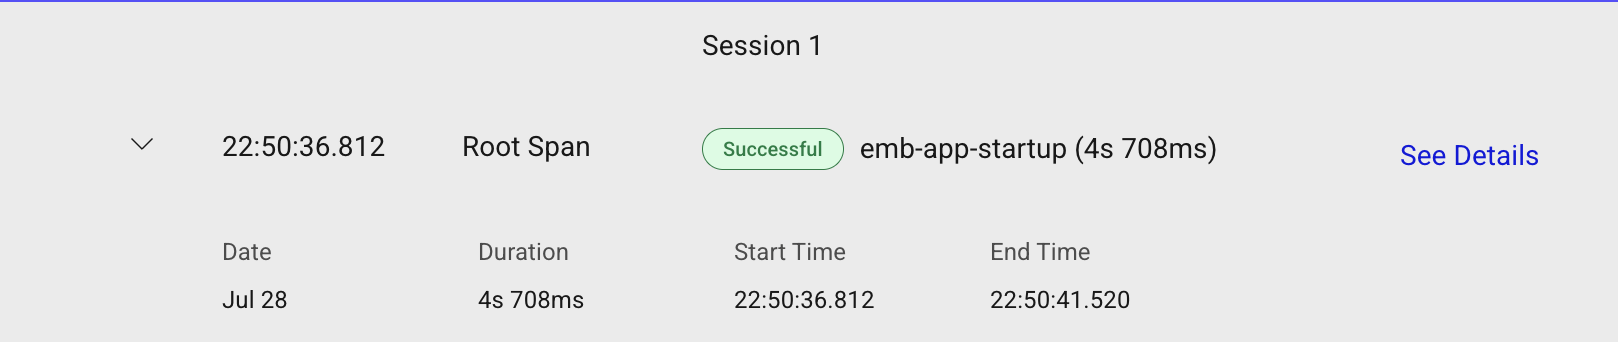 Session 1
22:50:36.812 Root Span Successful emb-app-startup (4s 708ms) See Details
Date Duration Start Time End Time
Jul 28 4s 708ms 22:50:36.812 22:50:41.520